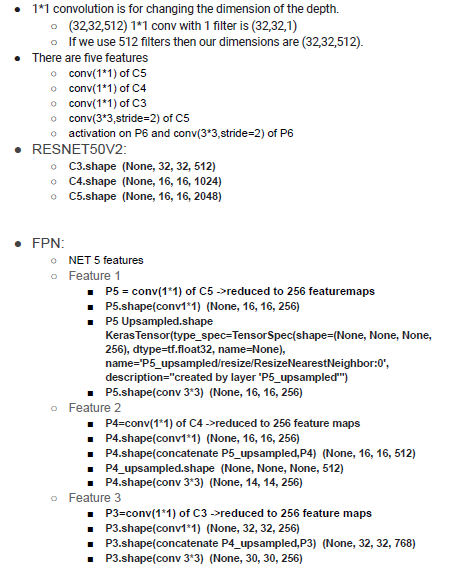 ● 1*1 convolution is for changing the dimension of the depth.
○ (32,32,512) 1*1 conv with 1 filter is (32,32,1)
○ If we use 512 filters then our dimensions are (32,32,512).
● There are five features
○ conv(1*1) of C5
○ conv(1*1) of C4
○ conv(1*1) of C3
○ conv(3*3,stride=2) of C5
○ activation on P6 and conv(3*3,stride=2) of P6
● RESNET50V2:
○ C3.shape (None, 32, 32, 512)
○ C4.shape (None, 16, 16, 1024)
○ C5.shape (None, 16, 16, 2048)
● FPN:
○ NET 5 features
○ Feature 1
■ P5 = conv(1*1) of C5 ->reduced to 256 featuremaps
■ P5.shape(conv1*1) (None, 16, 16, 256)
■ P5 Upsampled.shape
KerasTensor(type_spec=TensorSpec(shape=(None, None, None,
256), dtype=tf.float32, name=None),
name='P5_upsampled/resize/ResizeNearestNeighbor:0',
description="created by layer 'P5_upsampled'")
■ P5.shape(conv 3*3) (None, 16, 16, 256)
○ Feature 2
■ P4=conv(1*1) of C4 ->reduced to 256 feature maps
■ P4.shape(conv1*1) (None, 16, 16, 256)
■ P4.shape(concatenate P5_upsampled,P4) (None, 16, 16, 512)
■ P4_upsampled.shape (None, None, None, 512)
■ P4.shape(conv 3*3) (None, 14, 14, 256)
○ Feature 3
■ P3=conv(1*1) of C3 ->reduced to 256 feature maps
■ P3.shape(conv1*1) (None, 32, 32, 256)
■ P3.shape(concatenate P4_upsampled,P3) (None, 32, 32, 768)
■ P3.shape(conv 3*3) (None, 30, 30, 256)